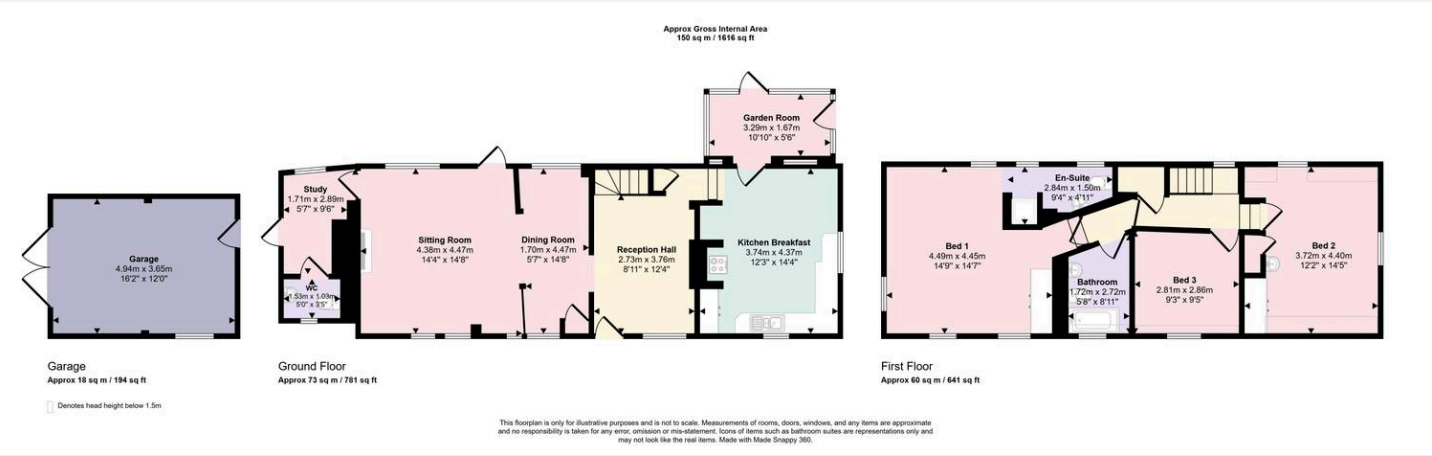 Approx Gross Internal Area
150 sq m / 1616 sq ft
Garage
4.94m x 3.65m
16'2" x 12'0"
Garage
Approx 18 sq m / 194 sq ft
Denotes head height below 1.5m
Study
1.71m x 2.89m
5'7" x 9'6"
WC
1.53m x 1.03m
5'0" x 3'5"
Sitting Room
4.38m x 4.47m
14'4" x 14'8"
Dining Room
1.70m x 4.47m
5'7" x 14'8"
Reception Hall
2.73m x 3.76m
8'11" x 12'4"
Garden Room
3.29m x 1.67m
10'10" x 5'6"
Kitchen Breakfast
3.74m x 4.37m
12'3" x 14'4"
Ground Floor
Approx 73 sq m / 781 sq ft
Bed 1
4.49m x 4.45m
14'9" x 14'7"
En-Suite
2.84m x 1.50m
9'4" x 4'11"
Bathroom
1.72m x 2.72m
5'8" x 8'11"
Bed 3
2.81m x 2.86m
9'3" x 9'5"
Bed 2
3.72m x 4.40m
12'2" x 14'5"
First Floor
Approx 60 sq m / 641 sq ft
This floorplan is only for illustrative purposes and is not to scale. Measurements of rooms, doors, windows, and any items are approximate
and no responsibility is taken for any error, omission or mis-statement. Icons of items such as bathroom suites are representations only and
may not look like the real items. Made with Made Snappy 360.